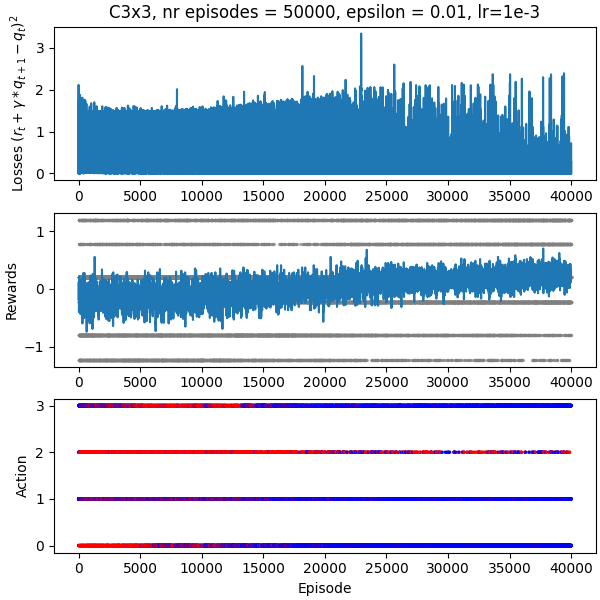 C3x3, nr episodes = 50000, epsilon = 0.01, lr=1e-3
Losses $(r_t + \gamma * q_{t+1} - q_t)^2$
3
2
1
0
0 5000 10000 15000 20000 25000 30000 35000 40000
Rewards
1
0
−1
0 5000 10000 15000 20000 25000 30000 35000 40000
Action
3
2
1
0
0 5000 10000 15000 20000 25000 30000 35000 40000
Episode